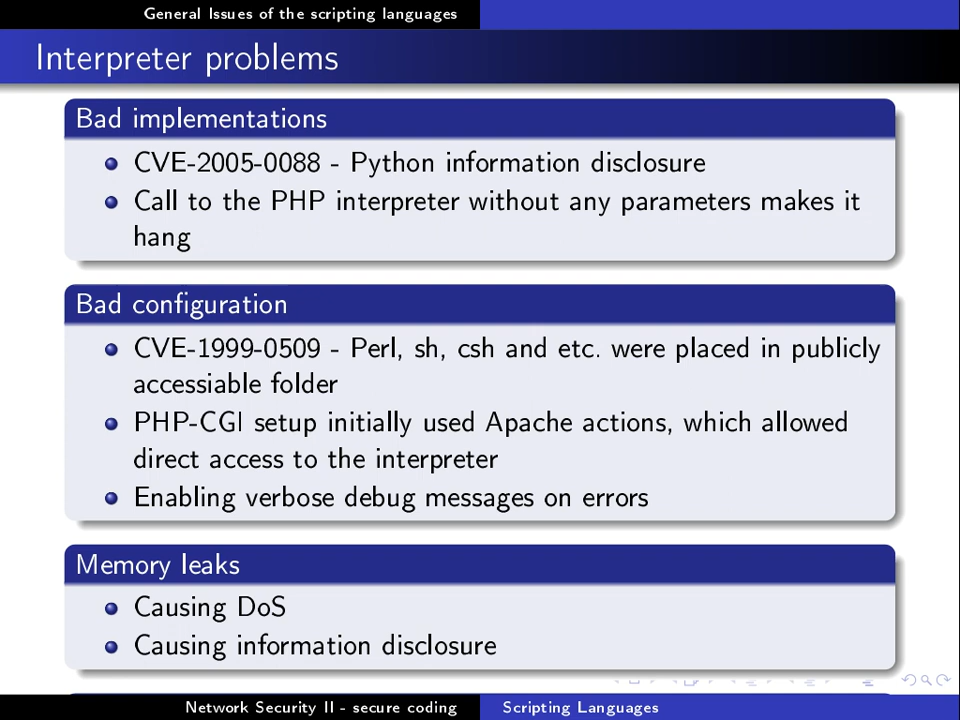 General Issues of the scripting languages
Interpreter problems
Bad implementations
CVE-2005-0088 - Python information disclosure
Call to the PHP interpreter without any parameters makes it
hang
Bad configuration
CVE-1999-0509 - Perl, sh, csh and etc. were placed in publicly
accessiable folder
PHP-CGI setup initially used Apache actions, which allowed
direct access to the interpreter
Enabling verbose debug messages on errors
Memory leaks
Causing DoS
Causing information disclosure
Network Security II - secure coding
Scripting Languages